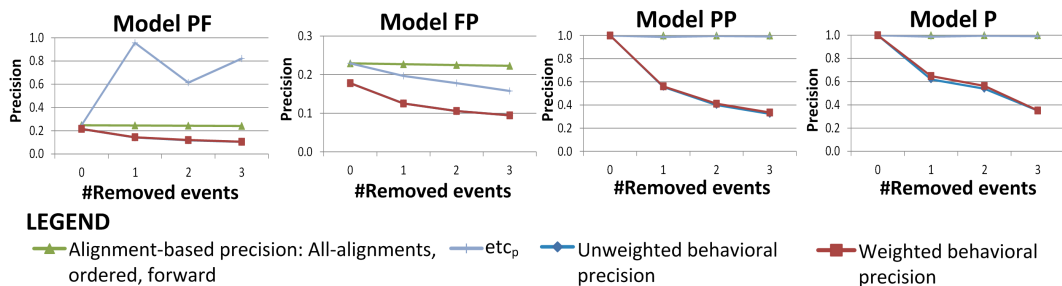 Model PF
Precision
1.0
0.8
0.6
0.4
0.2
0.0
0 1 2 3
#Removed events
Model FP
Precision
0.3
0.2
0.1
0.0
0 1 2 3
#Removed events
Model PP
Precision
1.0
0.8
0.6
0.4
0.2
0.0
0 1 2 3
#Removed events
Model P
Precision
1.0
0.8
0.6
0.4
0.2
0.0
0 1 2 3
#Removed events
LEGEND
Alignment-based precision: All-alignments,
ordered, forward
etcp
Unweighted behavioral
precision
Weighted behavioral
precision